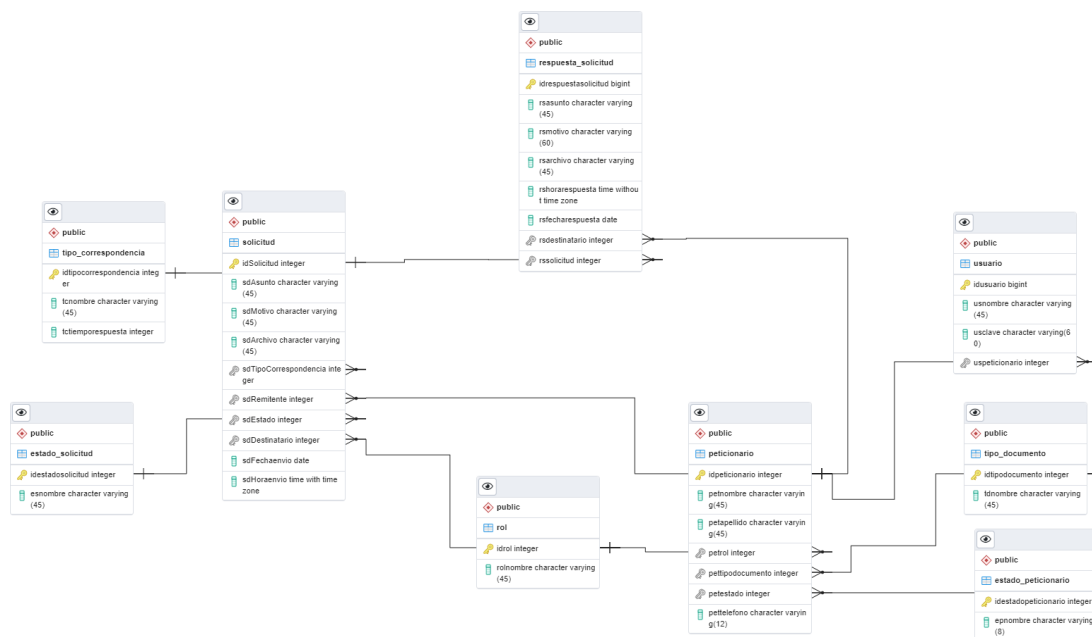 public
respuesta_solicitud
idrespuestasolicitud bigint
rsasunto character varying
(45)
rsmotivo character varying
(60)
rsarchivo character varying
(45)
rshorarespuesta time withou
t time zone
rsfecharespuesta date
rsdestinatario integer
rssolicitud integer
public
tipo_correspondencia
idtipocorrespondencia integ
er
tcnombre character varying
(45)
tctiemporespuesta integer
public
solicitud
idSolicitud integer
sdAsunto character varying
(45)
sdMotivo character varying
(45)
sdArchivo character varying
(45)
sdTipoCorrespondencia inte
ger
sdRemitente integer
sdEstado integer
sdDestinatario integer
sdFechaenvio date
sdHoraenvio time with time
zone
public
usuario
idusuario bigint
usnombre character varying
(45)
usclave character varying(6
0)
uspeticionario integer
public
estado_solicitud
idestadosolicitud integer
esnombre character varying
(45)
public
rol
idrol integer
rolnombre character varying
(45)
public
peticionario
idpeticionario integer
petnombre character varyin
g(45)
petapellido character varyin
g(45)
petrol integer
pettipodocumento integer
petestado integer
pettelefono character varyin
g(12)
public
tipo_documento
idtipodocumento integer
tdnombre character varying
(45)
public
estado_peticionario
idestadopeticionario integer
epnombre character varying
(8)